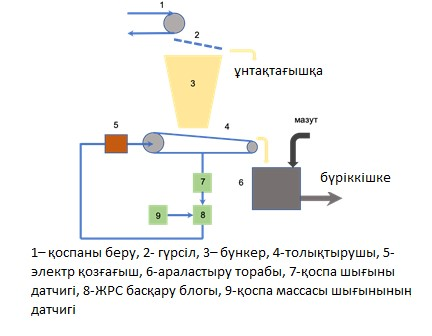 1
2
ұнтақтағышқа
3
мазут
5
4
6
бүріккішке
7
9
8
1– қоспаны беру, 2- гүрсіл, 3– бункер, 4-толықтырушы, 5-
электр қозғағыш, 6-араластыру торабы, 7-қоспа шығыны
датчигі, 8-ЖРС басқару блогы, 9-қоспа массасы шығынынын
датчигі